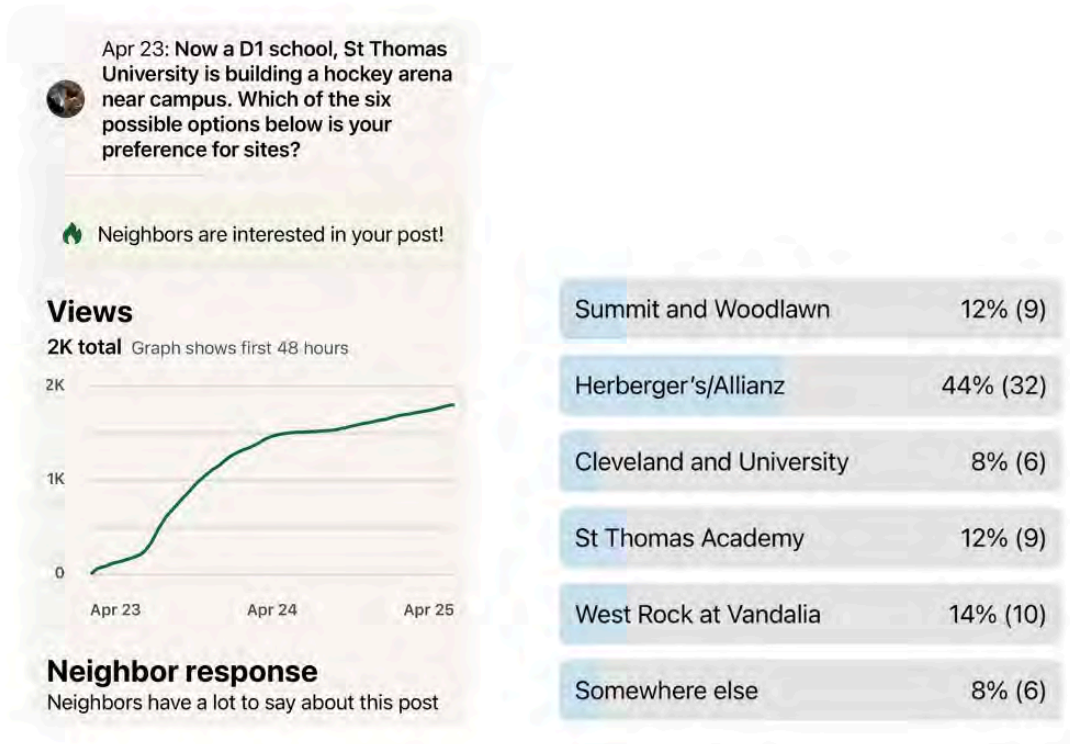 Apr 23: Now a D1 school, St Thomas
University is building a hockey arena
near campus. Which of the six
possible options below is your
preference for sites?
Neighbors are interested in your post!
Views
2K total Graph shows first 48 hours
2K
1K
0
Apr 23 Apr 24 Apr 25
Neighbor response
Neighbors have a lot to say about this post
Summit and Woodlawn 12% (9)
Herberger's/Allianz 44% (32)
Cleveland and University 8% (6)
St Thomas Academy 12% (9)
West Rock at Vandalia 14% (10)
Somewhere else 8% (6)